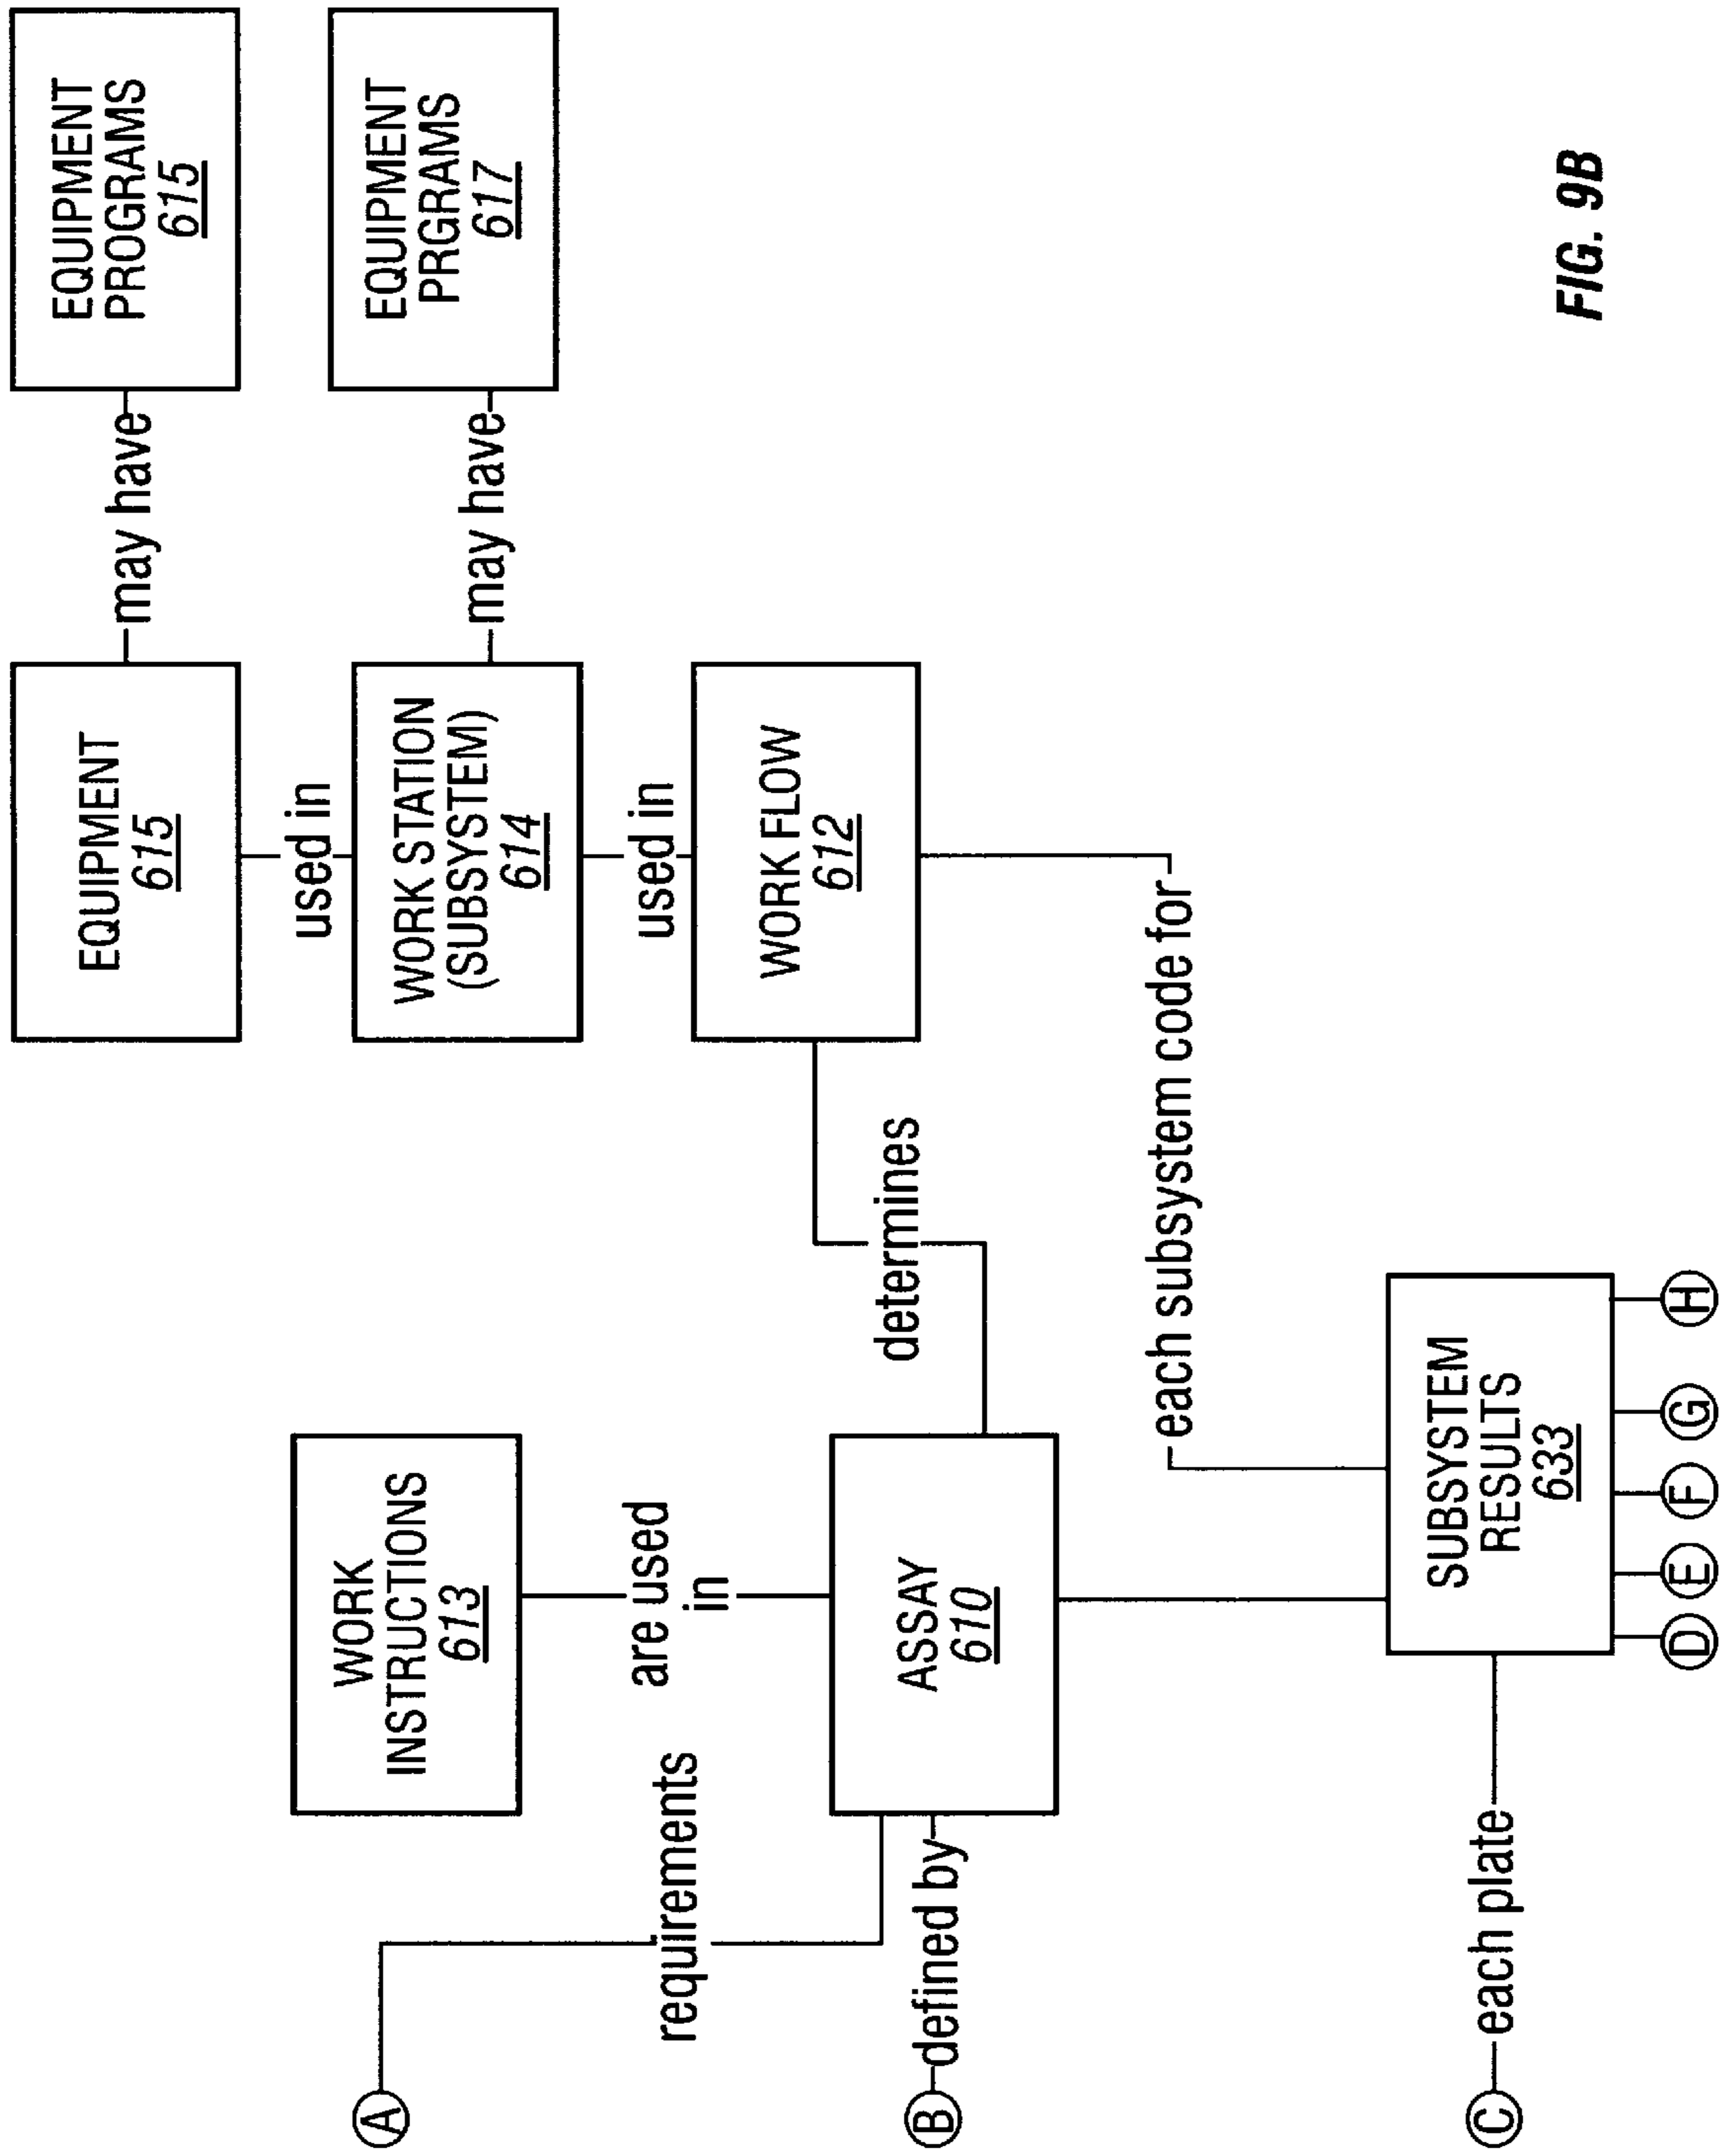 EQUIPMENT
615
may have
EQUIPMENT
PROGRAMS
615
used in
WORK INSTRUCTIONS
613
WORK STATION
(SUBSYSTEM)
614
may have
EQUIPMENT
PRGRAMS
617
A
requirements
are used
in
used in
ASSAY
610
determines
WORK FLOW
612
B
defined by
each subsystem code for
C
each plate
SUBSYSTEM
RESULTS
633
D
E
F
G
H
FIG. 9B